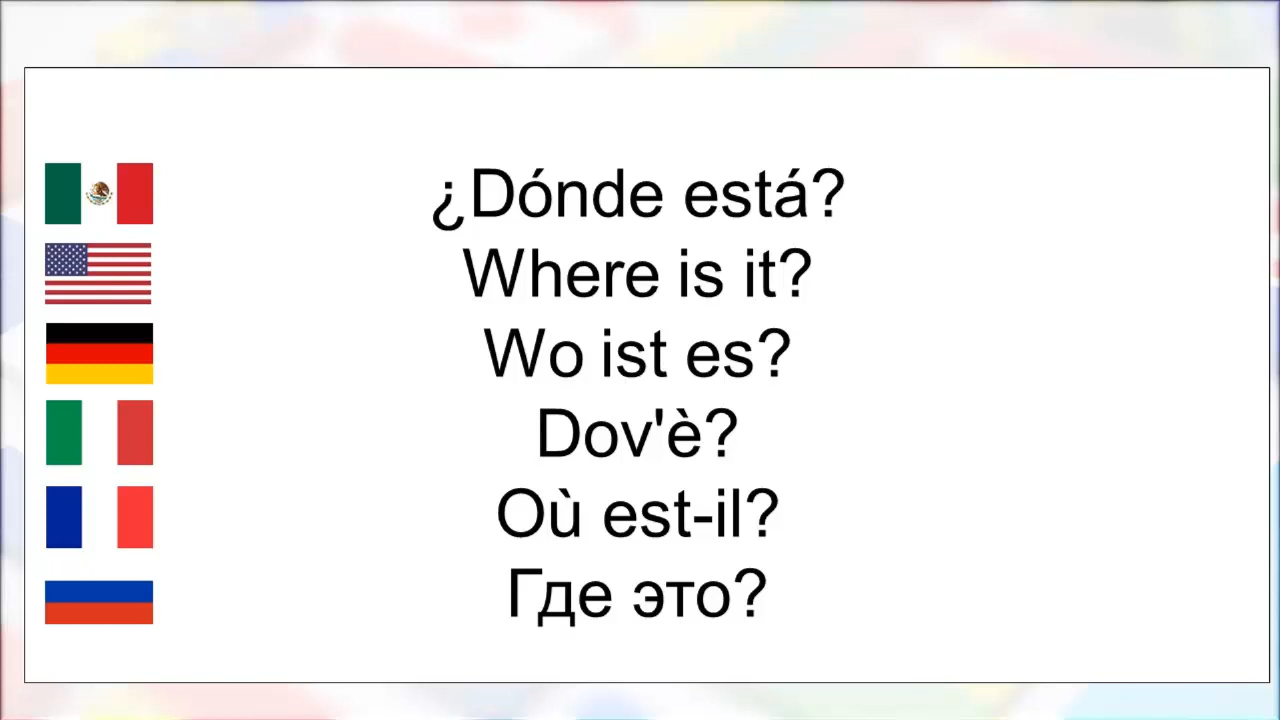 ¿Dónde está?
Where is it?
Wo ist es?
Dov'è?
Où est-il?
Где это?